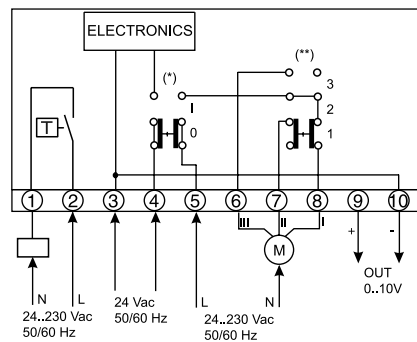 ELECTRONICS
(*)
(**)
I
0
3
2
1
T
1 2 3 4 5 6 7 8 9 10
III II I
M
+ -
N L
24..230 Vac
50/60 Hz
24 Vac
50/60 Hz
L N
24..230 Vac
50/60 Hz
OUT
0..10V